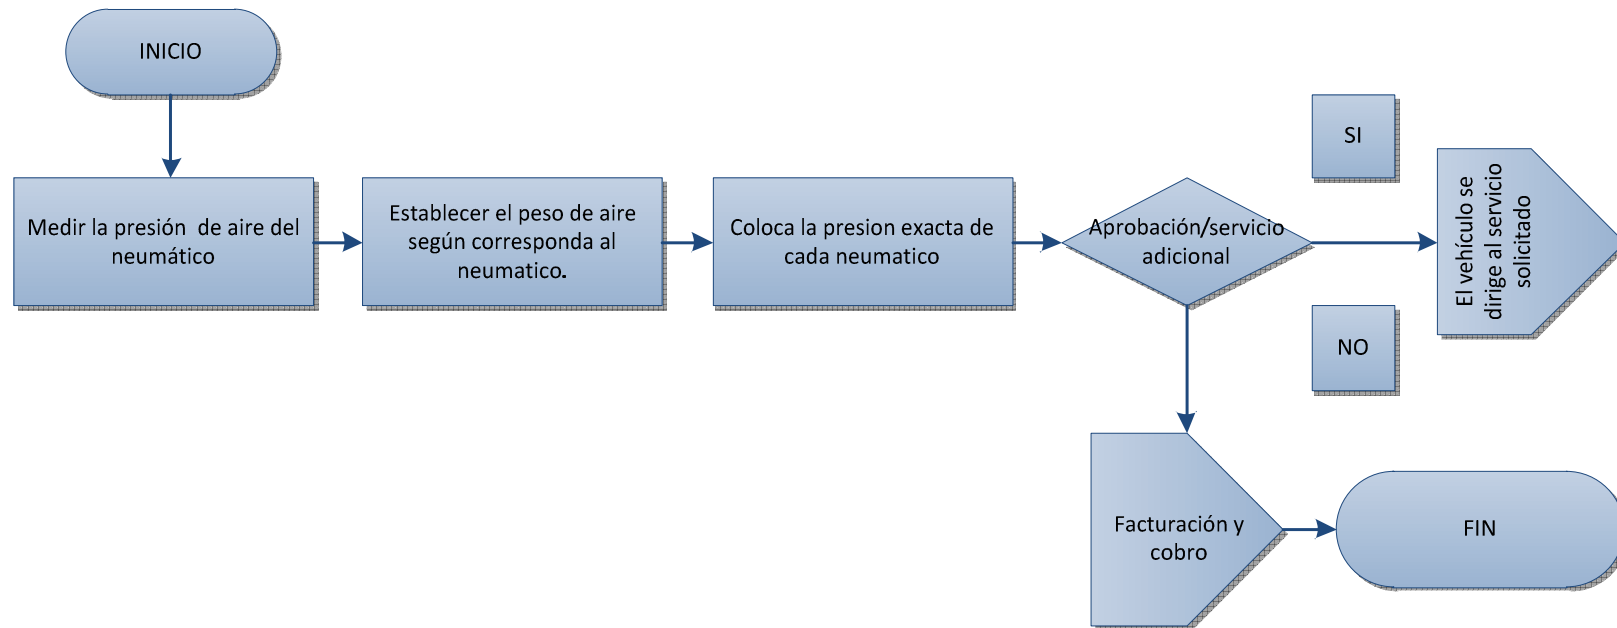 INICIO
Medir la presión  de aire del
neumático
Establecer el peso de aire
según corresponda al
neumatico.
Coloca la presion exacta de
cada neumatico
Aprobación/servicio
adicional
SI
El vehículo se
dirige al servicio
solicitado
NO
Facturación y
cobro
FIN